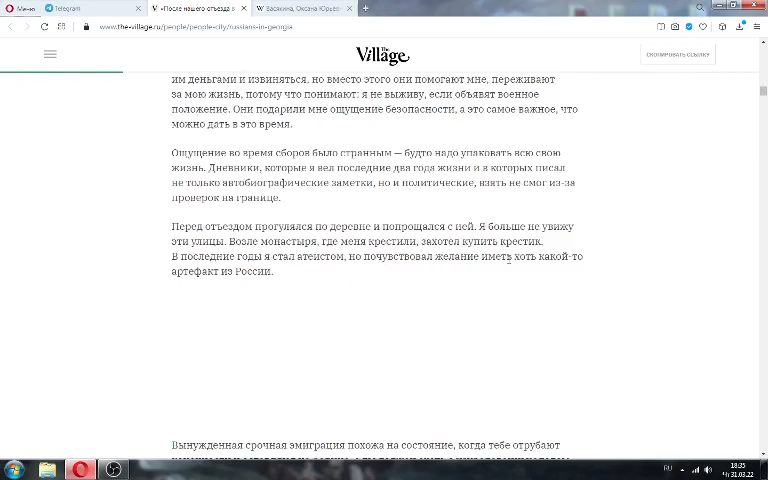 Меню
Telegram
«После нашего отъезда в
Васякина, Оксана Юрьев
www.the-village.ru/people/people-city/russians-in-georgia
The Village
СКОПИРОВАТЬ ССЫЛКУ
им деньгами и извиняться, но вместо этого они помогают мне, переживают
за мою жизнь, потому что понимают: я не выживу, если объявят военное
положение. Они подарили мне ощущение безопасности, а это самое важное, что
можно дать в это время.
Ощущение во время сборов было странным — будто надо упаковать всю свою
жизнь. Дневники, которые я вел последние два года жизни и в которых писал
не только автобиографические заметки, но и политические, взять не смог из-за
проверок на границе.
Перед отъездом прогулялся по деревне и попрощался с ней. Я больше не увижу
эти улицы. Возле монастыря, где меня крестили, захотел купить крестик.
В последние годы я стал атеистом, но почувствовал желание иметь хоть какой-то
артефакт из России.
Вынужденная срочная эмиграция похожа на состояние, когда тебе отрубают
RU
18:35
Чт 31.03.22